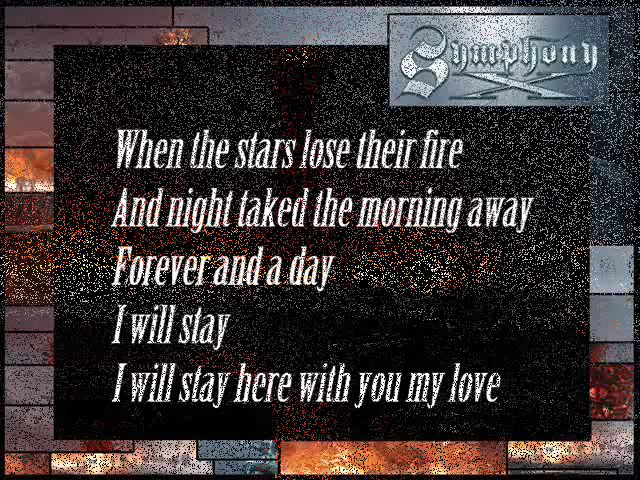 Symphony X
When the stars lose their fire
And night taked the morning away
Forever and a day
I will stay
I will stay here with you my love